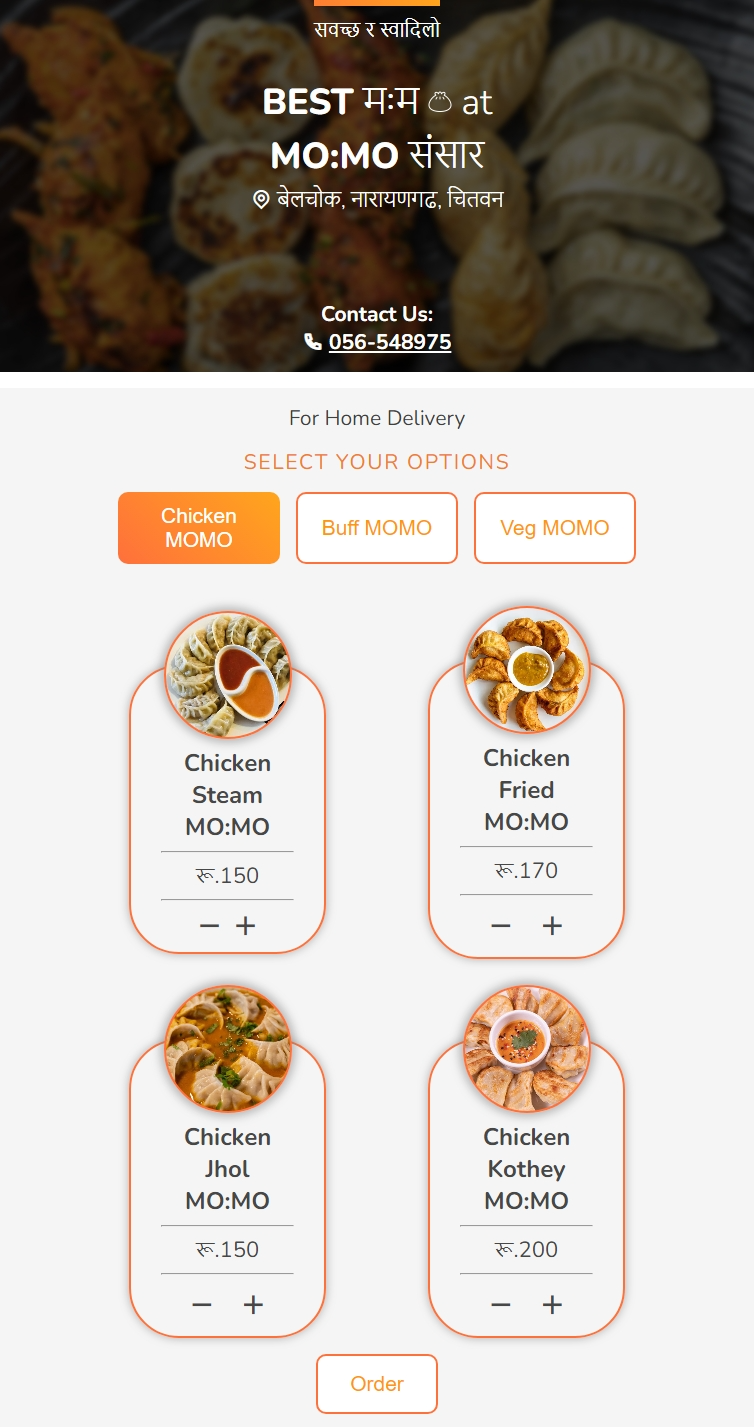 सवच्छ र स्वादिलो
BEST म:म at
MO:MO संसार
बेलचोक, नारायणगढ, चितवन
Contact Us:
056-548975
For Home Delivery
SELECT YOUR OPTIONS
Chicken
MOMO
Buff MOMO
Veg MOMO
Chicken
Steam
MO:MO
रू.150
− +
Chicken
Fried
MO:MO
रू.170
− +
Chicken
Jhol
MO:MO
रू.150
− +
Chicken
Kothey
MO:MO
रू.200
− +
Order